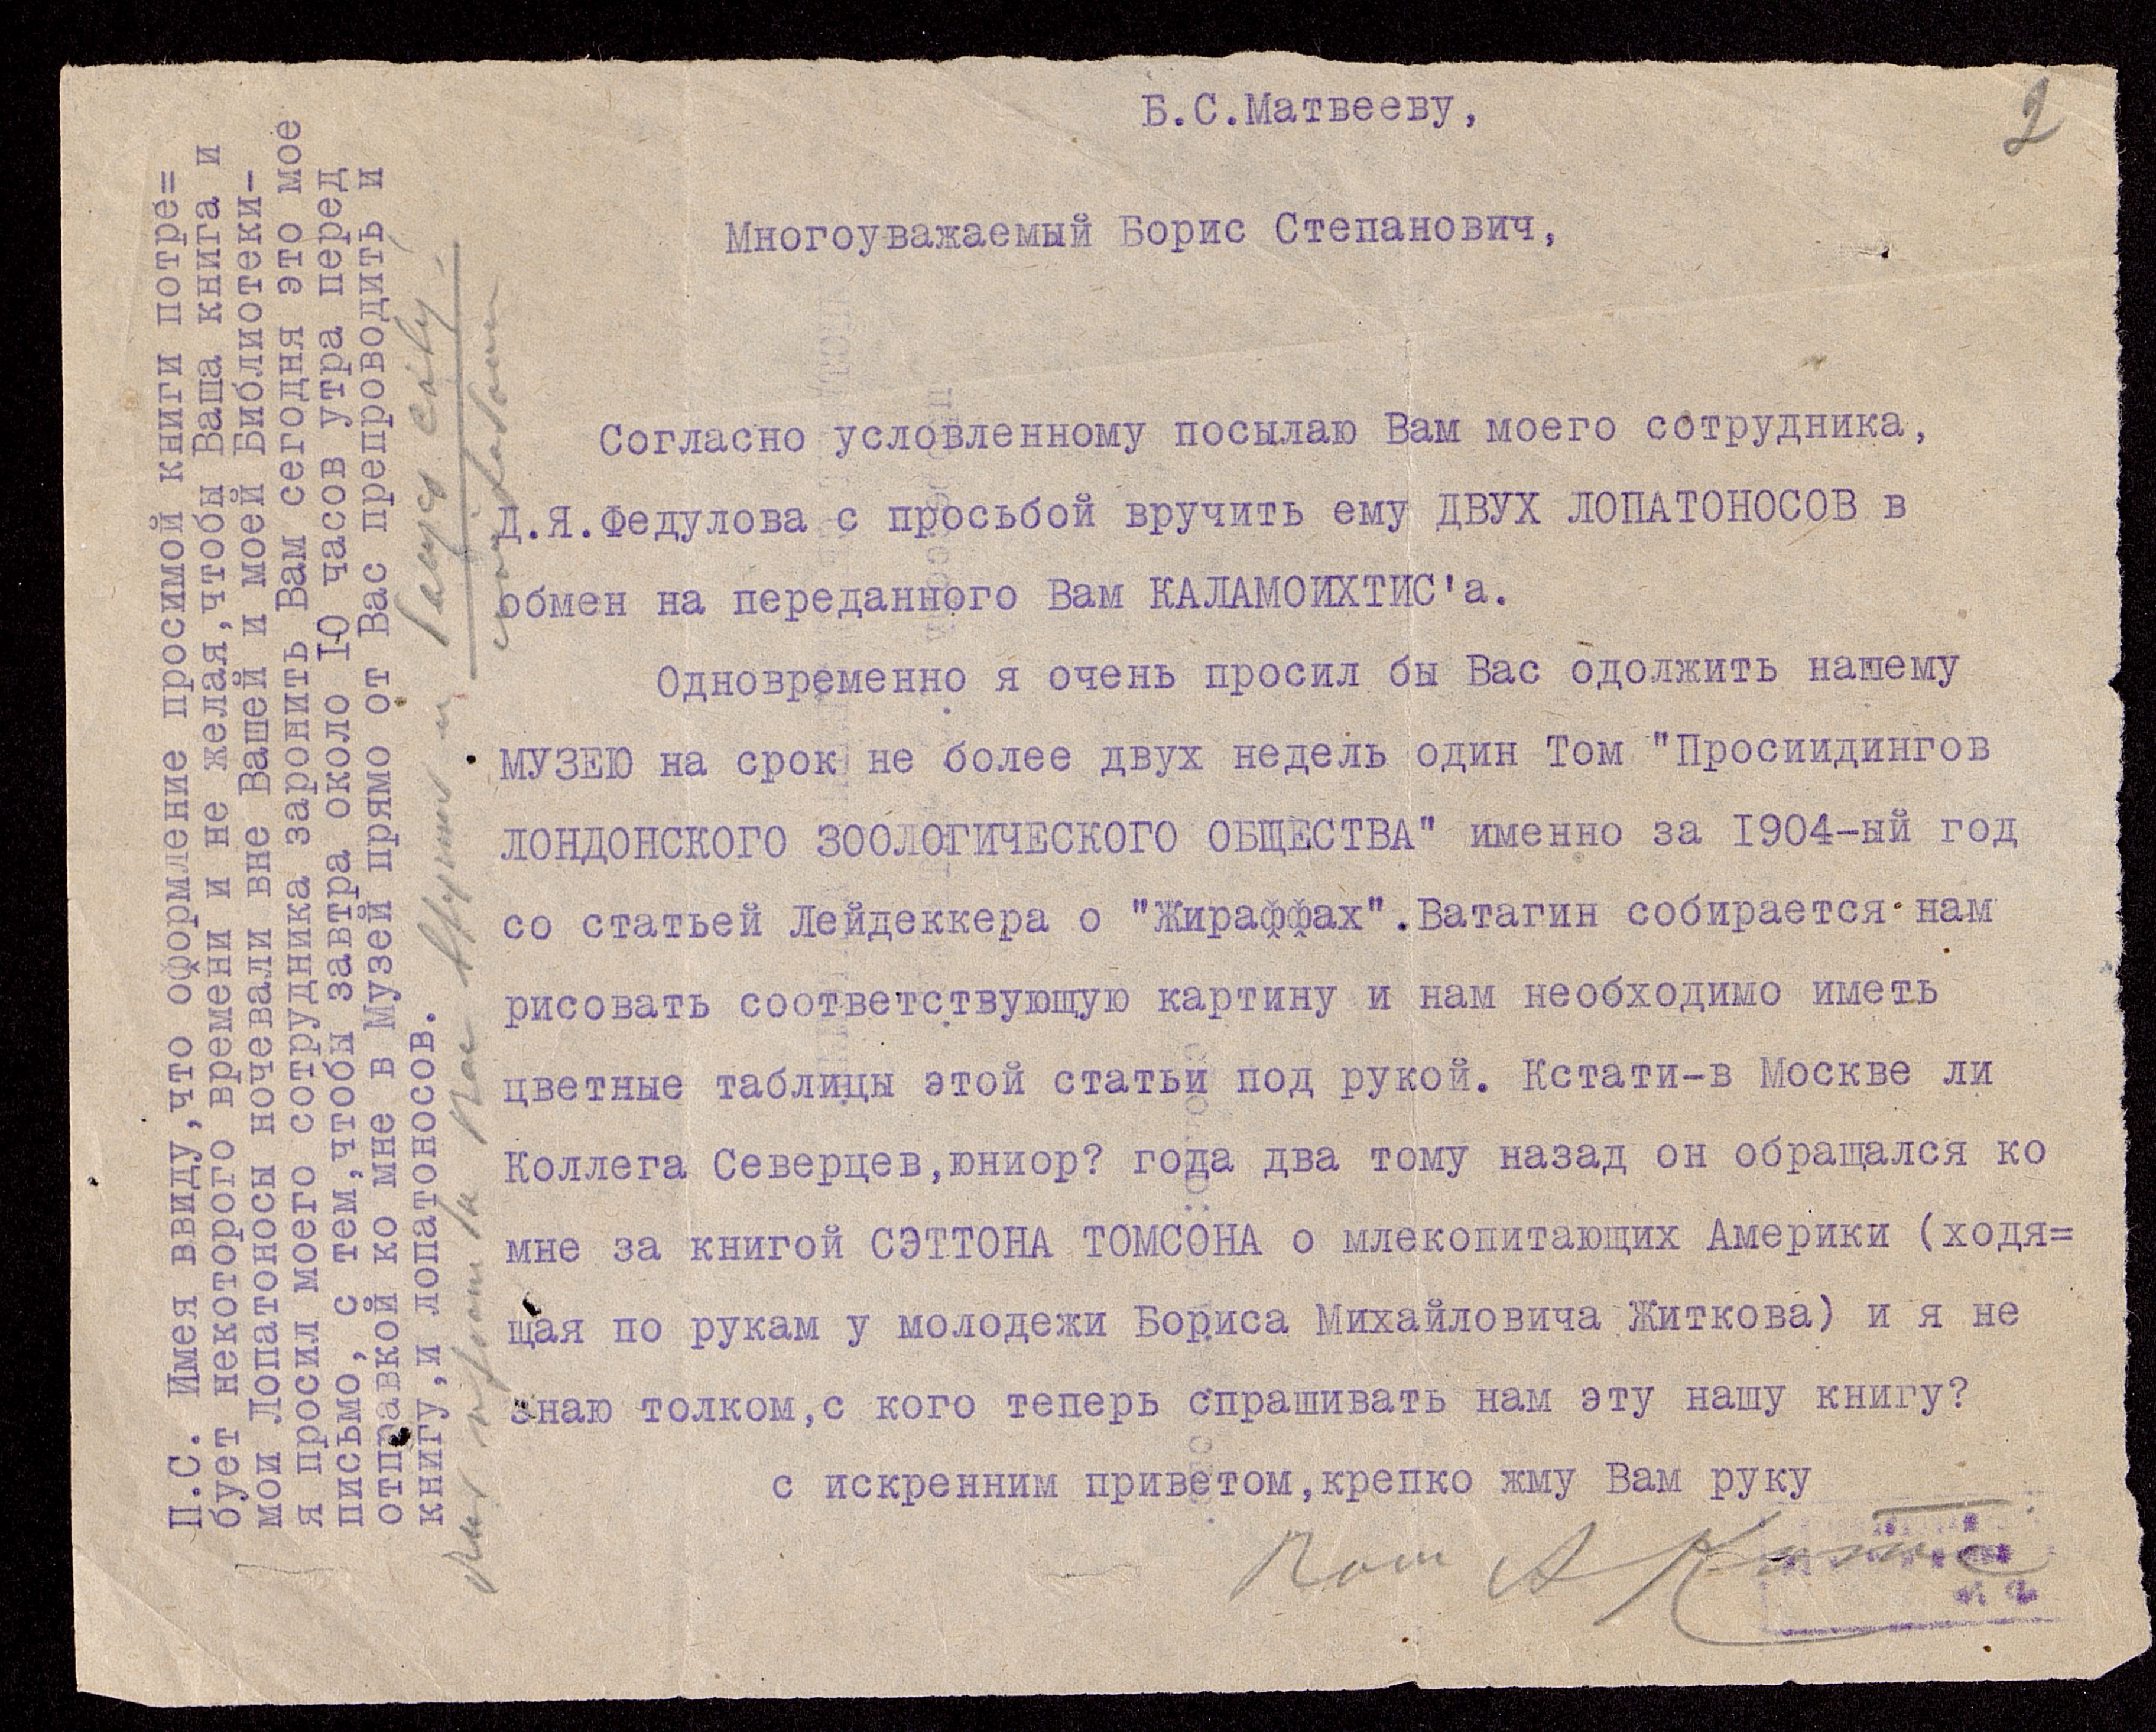 2
Б.С.Матвееву,
Многоуважаемый Борис Степанович,
Согласно условленному посылаю Вам моего сотрудника,
Д.Я.Федулова с просьбой вручить ему ДВУХ ЛОПАТОНОСОВ в
обмен на переданного Вам КАЛАМОИХТИС'а.
Одновременно я очень просил бы Вас одолжить нашему
МУЗЕЮ на срок не более двух недель один Том "Просиидингов
ЛОНДОНСКОГО ЗООЛОГИЧЕСКОГО ОБЩЕСТВА" именно за I904-ый год
со статьей Лейдеккера о "Жираффах".Ватагин собирается нам
рисовать соответствующую картину и нам необходимо иметь
цветные таблицы этой статьи под рукой. Кстати-в Москве ли
Коллега Северцев,юниор? года два тому назад он обращался ко
мне за книгой СЭТТОНА ТОМСОНА о млекопитающих Америки (ходя=
щая по рукам у молодежи Бориса Михайловича Житкова) и я не
знаю толком,с кого теперь спрашивать нам эту нашу книгу?
с искренним приветом,крепко жму Вам руку
П.С. Имея ввиду,что оформление просимой книги потре=
бует некоторого времени и не желая,чтобы Ваша книга и
мои Лопатоносы ночевали вне Вашей и моей Библиотеки-
я просил моего сотрудника заронить Вам сегодня это мое
письмо, с тем,чтобы завтра около I0 часов утра перед
отправкой ко мне в Музей прямо от Вас препроводить и
книгу,и лопатоносов.